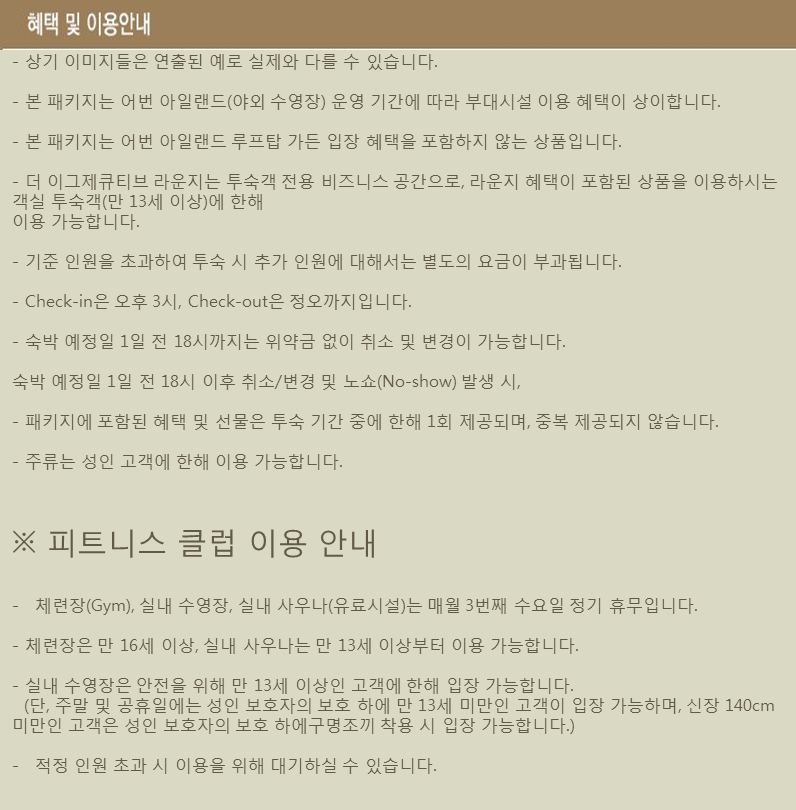 혜택 및 이용안내
- 상기 이미지들은 연출된 예로 실제와 다를 수 있습니다.
- 본 패키지는 어번 아일랜드(야외 수영장) 운영 기간에 따라 부대시설 이용 혜택이 상이합니다.
- 본 패키지는 어번 아일랜드 루프탑 가든 입장 혜택을 포함하지 않는 상품입니다.
- 더 이그제큐티브 라운지는 투숙객 전용 비즈니스 공간으로, 라운지 혜택이 포함된 상품을 이용하시는
객실 투숙객(만 13세 이상)에 한해
이용 가능합니다.
- 기준 인원을 초과하여 투숙 시 추가 인원에 대해서는 별도의 요금이 부과됩니다.
- Check-in은 오후 3시, Check-out은 정오까지입니다.
- 숙박 예정일 1일 전 18시까지는 위약금 없이 취소 및 변경이 가능합니다.
숙박 예정일 1일 전 18시 이후 취소/변경 및 노쇼(No-show) 발생 시,
- 패키지에 포함된 혜택 및 선물은 투숙 기간 중에 한해 1회 제공되며, 중복 제공되지 않습니다.
- 주류는 성인 고객에 한해 이용 가능합니다.
※ 피트니스 클럽 이용 안내
- 체련장(Gym), 실내 수영장, 실내 사우나(유료시설)는 매월 3번째 수요일 정기 휴무입니다.
- 체련장은 만 16세 이상, 실내 사우나는 만 13세 이상부터 이용 가능합니다.
- 실내 수영장은 안전을 위해 만 13세 이상인 고객에 한해 입장 가능합니다.
(단, 주말 및 공휴일에는 성인 보호자의 보호 하에 만 13세 미만인 고객이 입장 가능하며, 신장 140cm
미만인 고객은 성인 보호자의 보호 하에구명조끼 착용 시 입장 가능합니다.)
- 적정 인원 초과 시 이용을 위해 대기하실 수 있습니다.